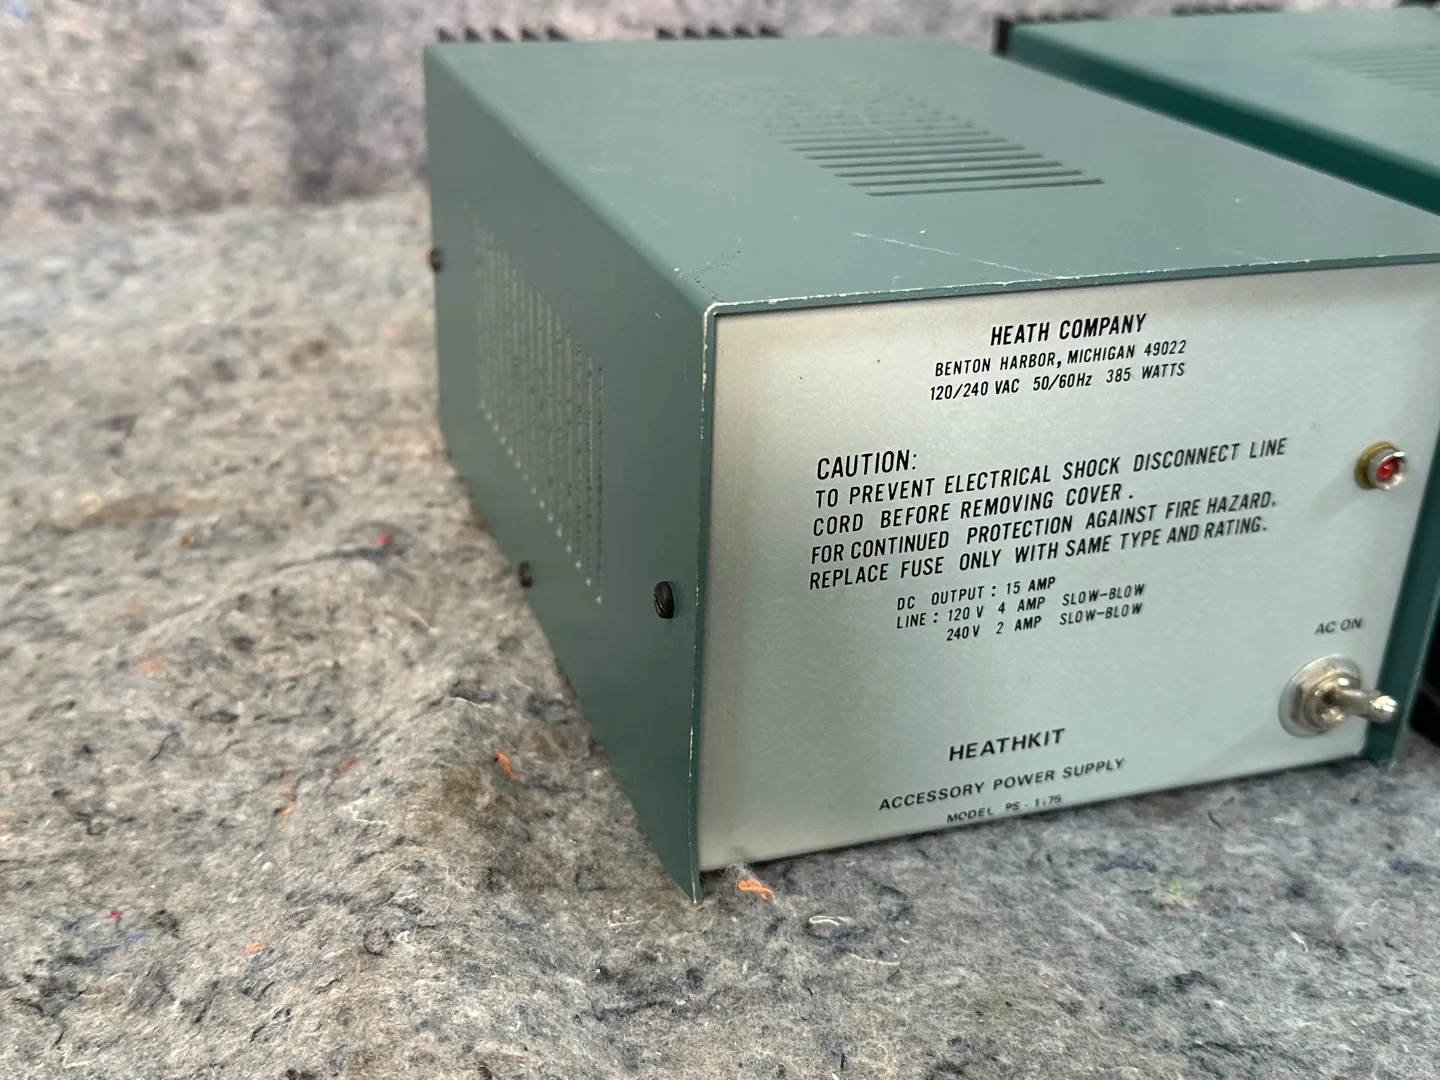 HEATH COMPANY
BENTON HARBOR, MICHIGAN 49022
120/240 VAC 50/60Hz 385 WATTS
CAUTION:
TO PREVENT ELECTRICAL SHOCK DISCONNECT LINE
CORD BEFORE REMOVING COVER.
FOR CONTINUED PROTECTION AGAINST FIRE HAZARD,
REPLACE FUSE ONLY WITH SAME TYPE AND RATING.
DC OUTPUT: 15 AMP
LINE: 120 V 4 AMP SLOW-BLOW
240V 2 AMP SLOW-BLOW
AC ON
HEATHKIT
ACCESSORY POWER SUPPLY
MODEL PS-1175